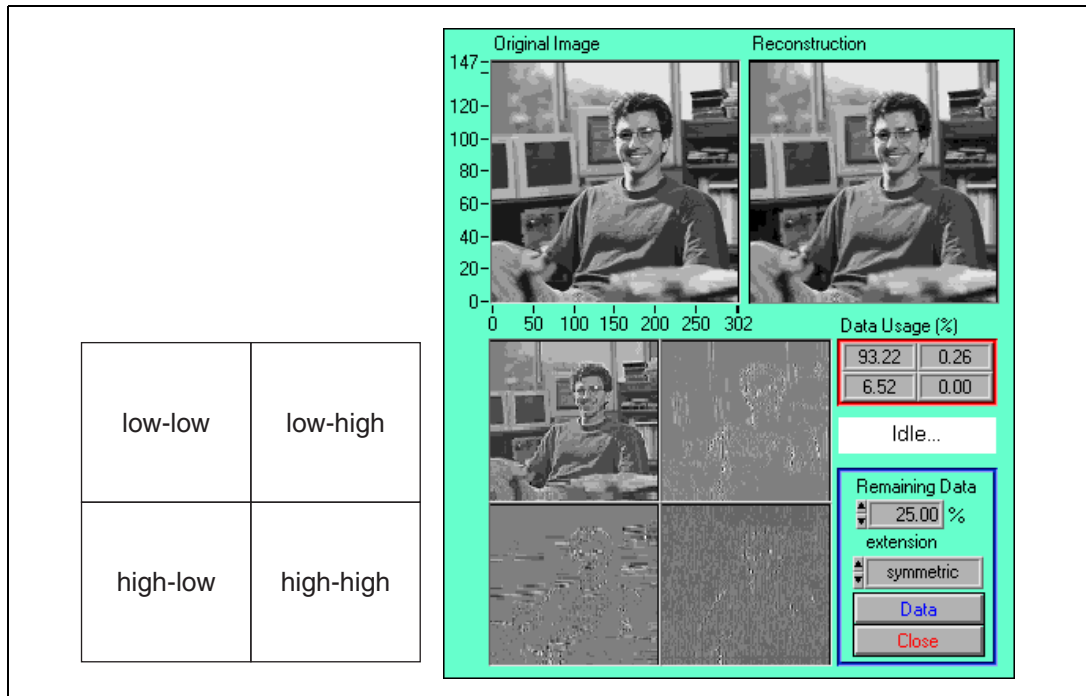 Original Image Reconstruction
147
120
100
80
60
40
20
0
0 50 100 150 200 250 302
Data Usage (%)
93.22 0.26
6.52 0.00
low-low low-high
Idle...
Remaining Data
25.00 %
extension
high-low high-high
symmetric
Data
Close